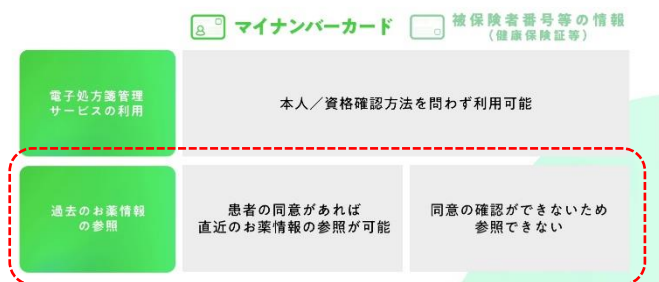 マイナンバーカード
被保険者番号等の情報
(健康保険証等)
電子処方箋管理
サービスの利用
本人/資格確認方法を問わず利用可能
過去のお薬情報
の参照
患者の同意があれば
直近のお薬情報の参照が可能
同意の確認ができないため
参照できない